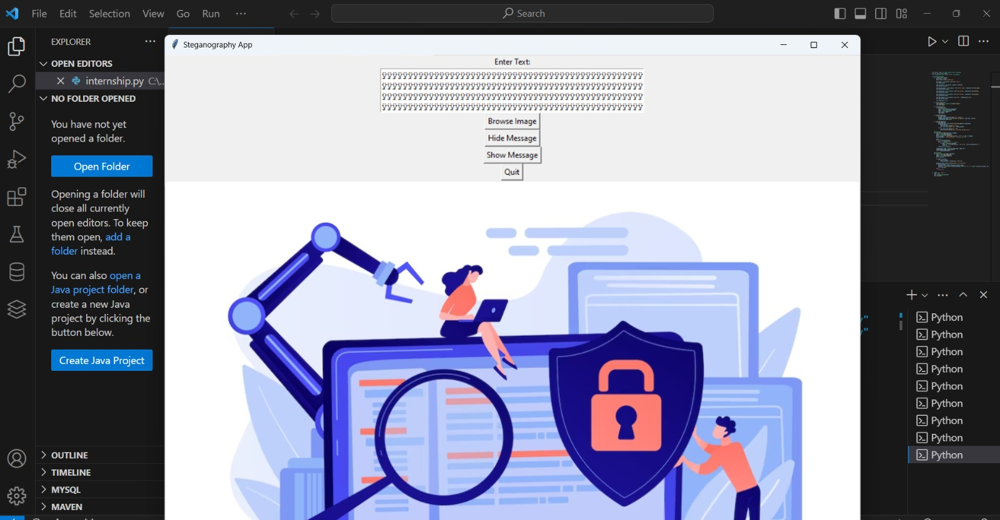 File Edit Selection View Go Run ···
Search
EXPLORER ···
OPEN EDITORS
internship.py C:\...
NO FOLDER OPENED
You have not yet
opened a folder.
Open Folder
Opening a folder will
close all currently
open editors. To keep
them open, add a
folder instead.
You can also open a
Java project folder, or
create a new Java
project by clicking the
button below.
Create Java Project
OUTLINE
TIMELINE
MYSQL
MAVEN
Steganography App
Enter Text:
Browse Image
Hide Message
Show Message
Quit
Python
Python
Python
Python
Python
Python
Python
Python
Python